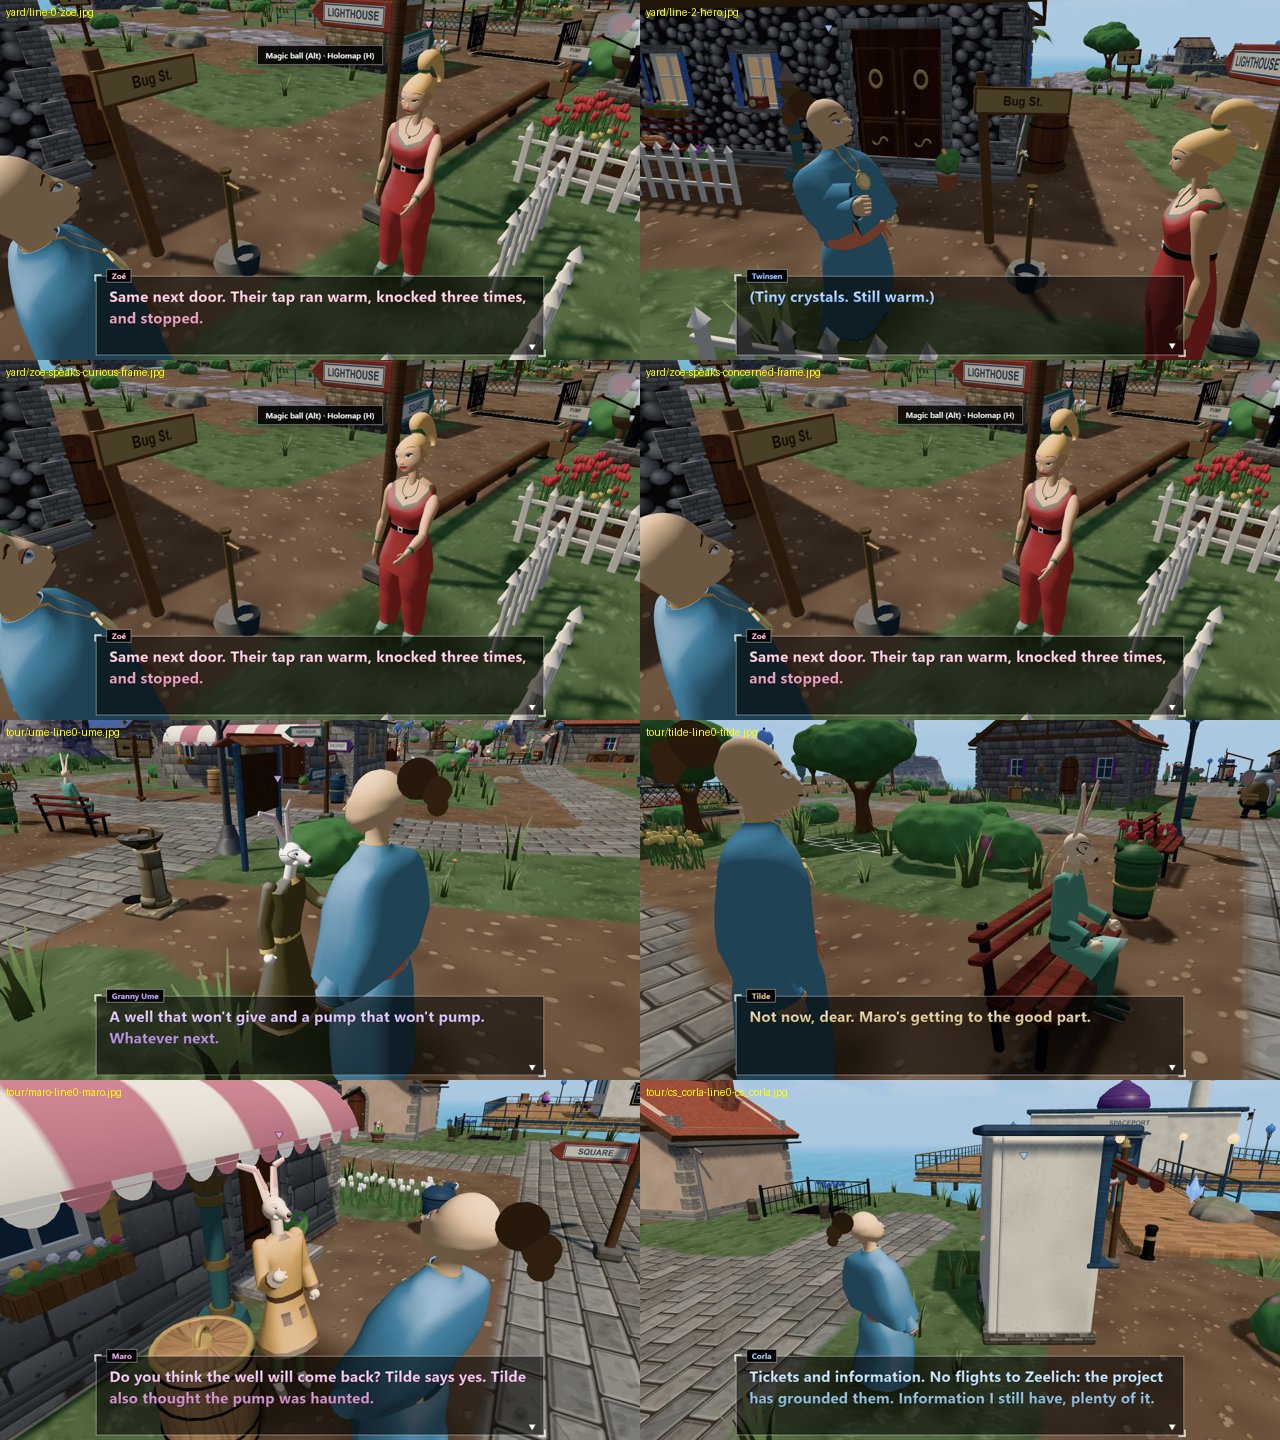 yard/line-0-zoe.jpg
LIGHTHOUSE
SQUARE
Magic ball (Alt) · Holomap (H)
PUMP
Bug St.
Zoé
Same next door. Their tap ran warm, knocked three times,
and stopped.
yard/line-2-hero.jpg
LIGHTHOUSE
Bug St.
Twinsen
(Tiny crystals. Still warm.)
yard/zoe-speaks-curious-frame.jpg
LIGHTHOUSE
SQUARE
Magic ball (Alt) · Holomap (H)
PUMP
Bug St.
Zoé
Same next door. Their tap ran warm, knocked three times,
and stopped.
yard/zoe-speaks-concerned-frame.jpg
LIGHTHOUSE
SQUARE
Magic ball (Alt) · Holomap (H)
PUMP
Bug St.
Zoé
Same next door. Their tap ran warm, knocked three times,
and stopped.
tour/ume-line0-ume.jpg
HARBOUR
Granny Ume
A well that won't give and a pump that won't pump.
Whatever next.
tour/tilde-line0-tilde.jpg
Tilde
Not now, dear. Maro's getting to the good part.
tour/maro-line0-maro.jpg
SQUARE
Maro
Do you think the well will come back? Tilde says yes. Tilde
also thought the pump was haunted.
tour/cs_corla-line0-cs_corla.jpg
SPACEPORT
Corla
Tickets and information. No flights to Zeelich: the project
has grounded them. Information I still have, plenty of it.